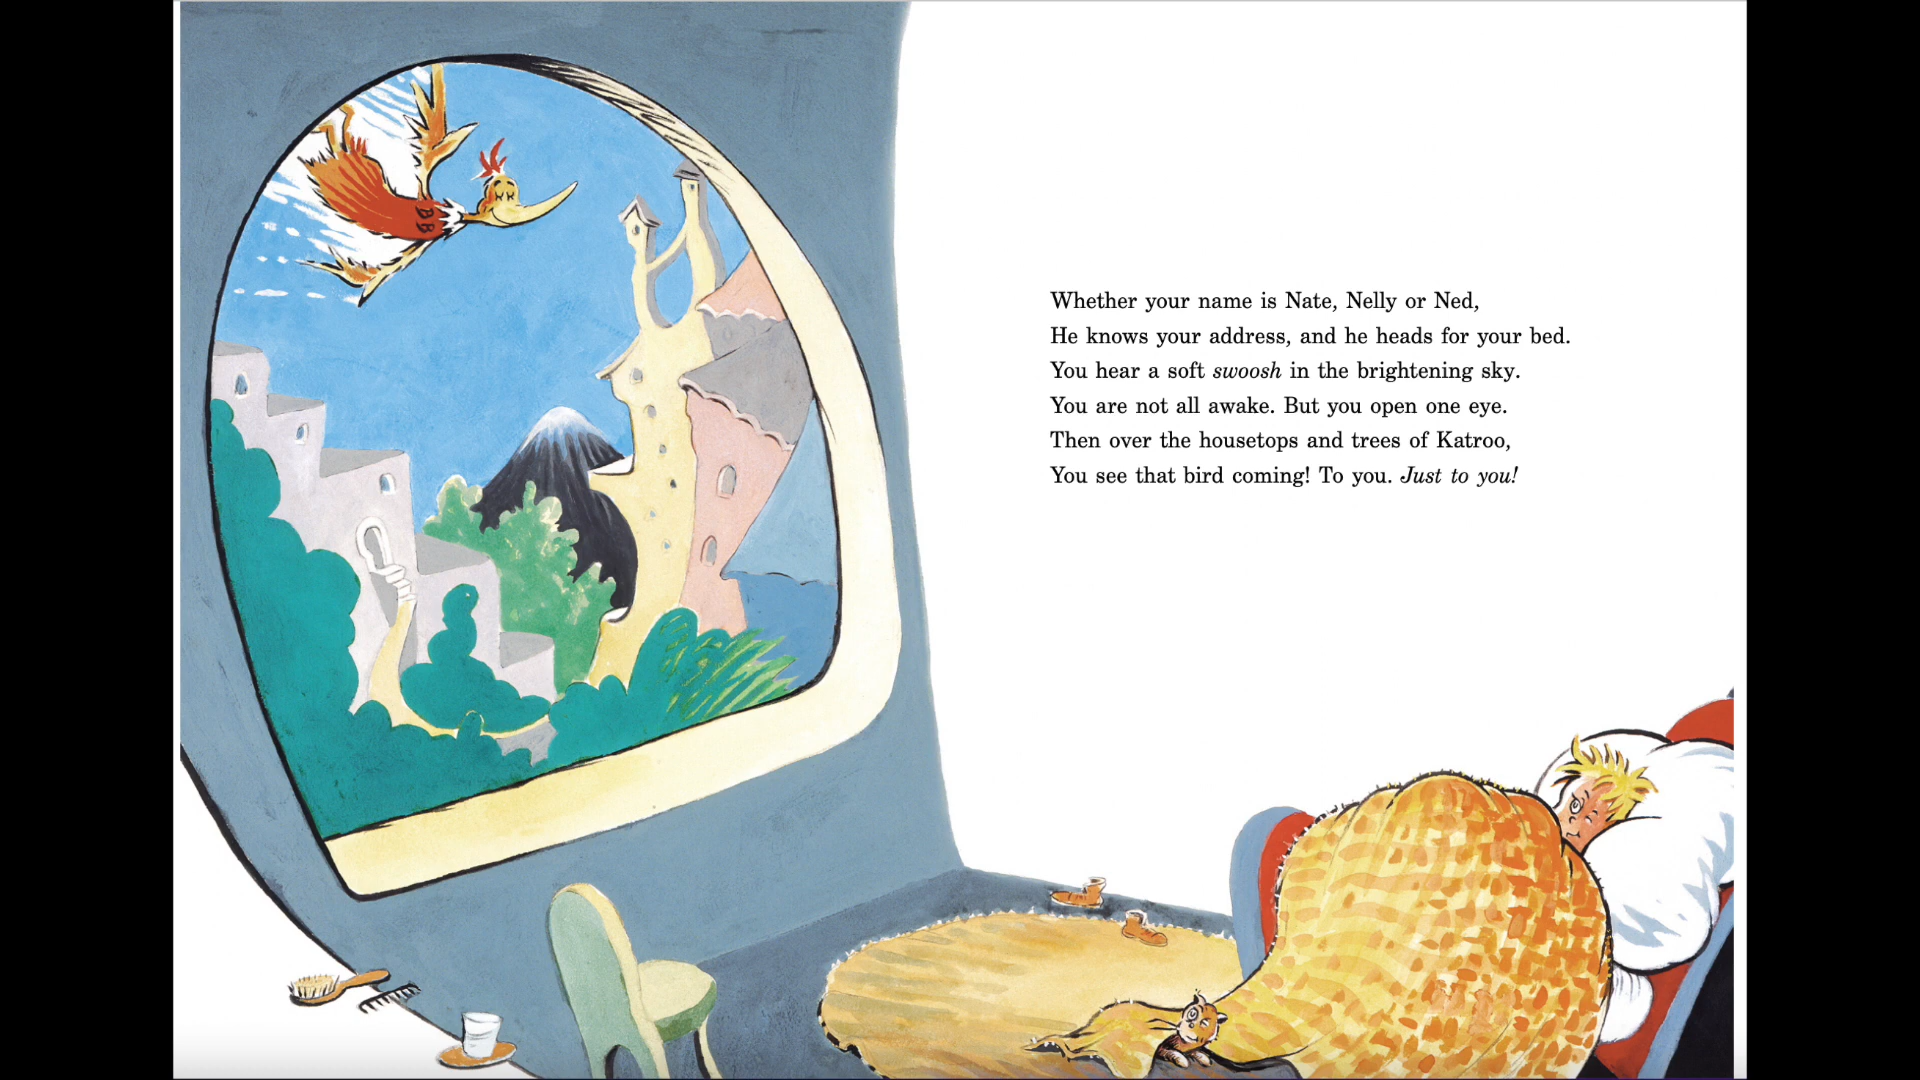 BB
Whether your name is Nate, Nelly or Ned,
He knows your address, and he heads for your bed.
You hear a soft swoosh in the brightening sky.
You are not all awake. But you open one eye.
Then over the housetops and trees of Katroo,
You see that bird coming! To you. Just to you!